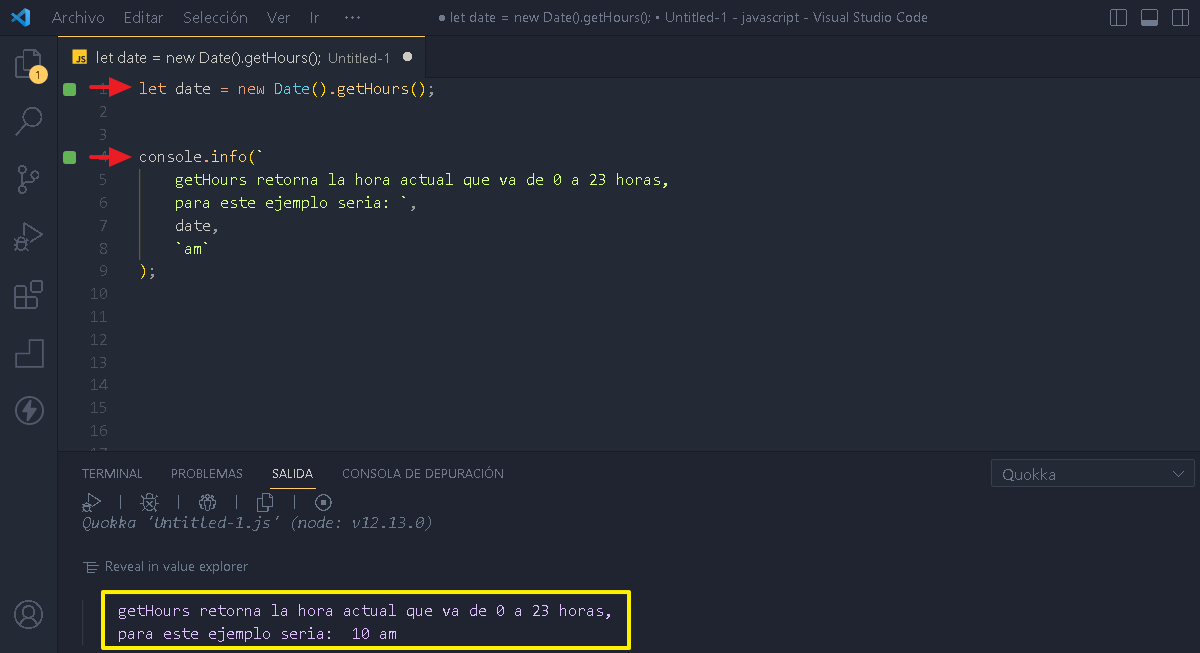 Archivo Editar Selección Ver Ir ··· ● let date = new Date().getHours(); • Untitled-1 - javascript - Visual Studio Code
JS let date = new Date().getHours(); Untitled-1 ●
1
1 let date = new Date().getHours();
2
3
4 console.info(`
5 getHours retorna la hora actual que va de 0 a 23 horas,
6 para este ejemplo seria: `,
7 date,
8 `am`
9 );
10
11
12
13
14
15
16
17
TERMINAL PROBLEMAS SALIDA CONSOLA DE DEPURACIÓN Quokka
Quokka 'Untitled-1.js' (node: v12.13.0)
Reveal in value explorer
getHours retorna la hora actual que va de 0 a 23 horas,
para este ejemplo seria:  10 am